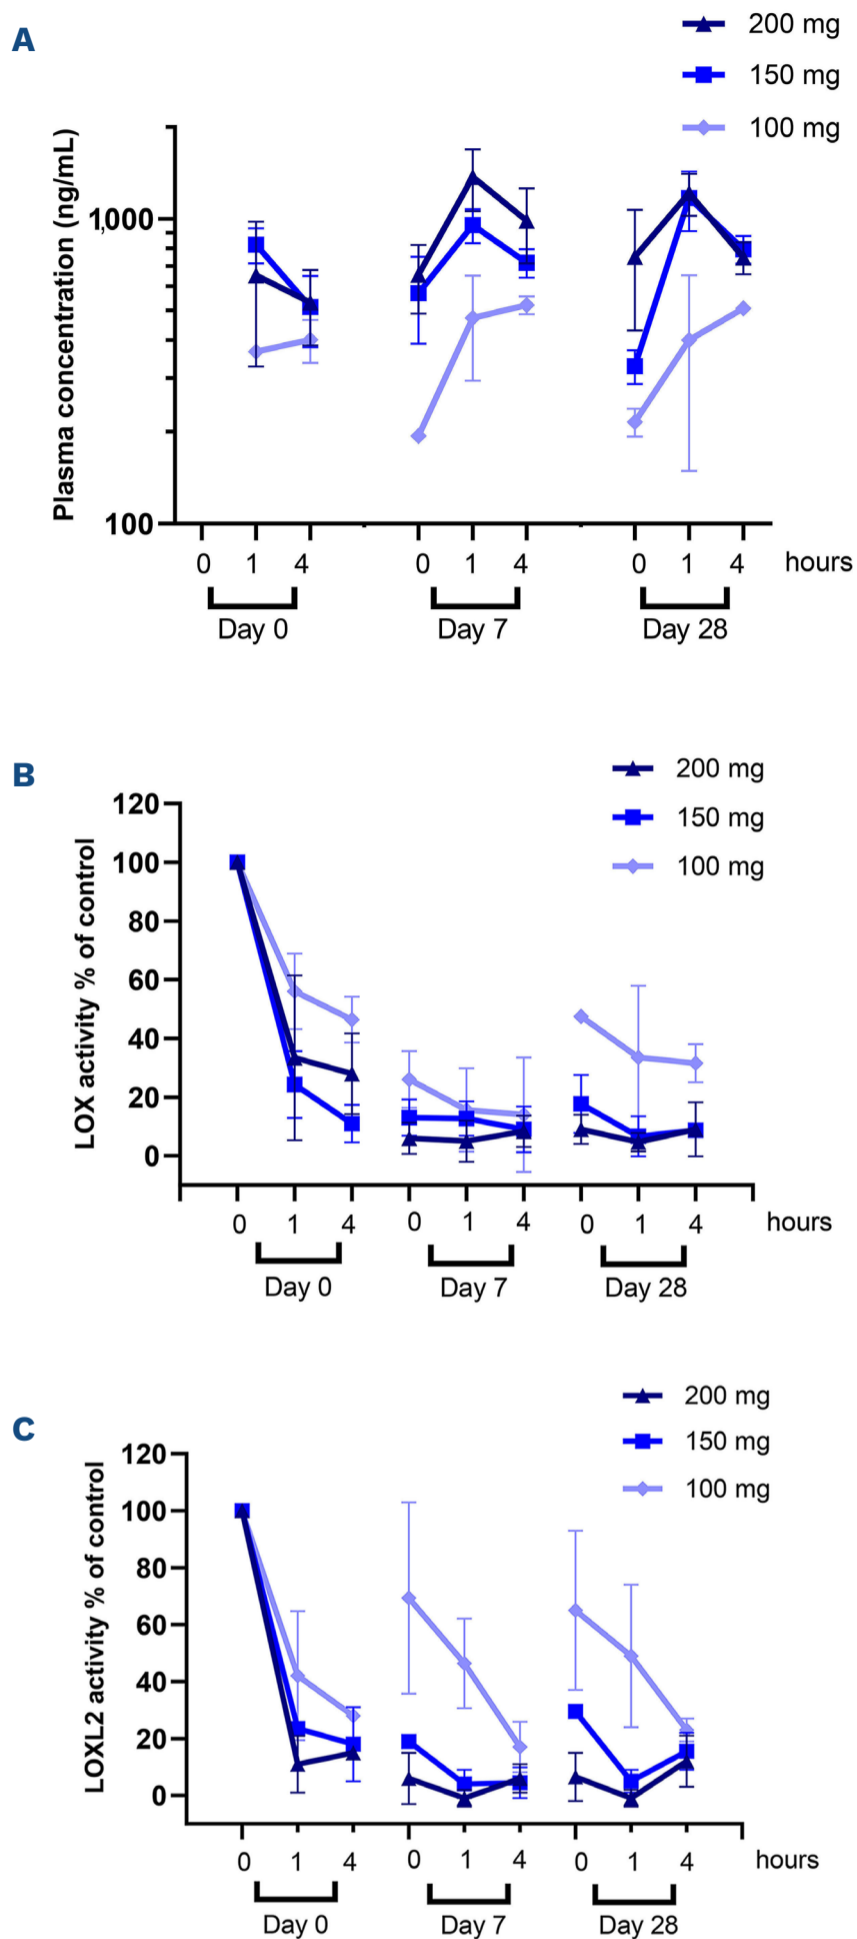 A
200 mg
150 mg
100 mg
Plasma concentration (ng/mL)
1,000
100
0 1 4 0 1 4 0 1 4 hours
Day 0 Day 7 Day 28
B
200 mg
150 mg
100 mg
LOX activity % of control
120
100
80
60
40
20
0
0 1 4 0 1 4 0 1 4 hours
Day 0 Day 7 Day 28
C
200 mg
150 mg
100 mg
LOXL2 activity % of control
120
100
80
60
40
20
0
0 1 4 0 1 4 0 1 4 hours
Day 0 Day 7 Day 28